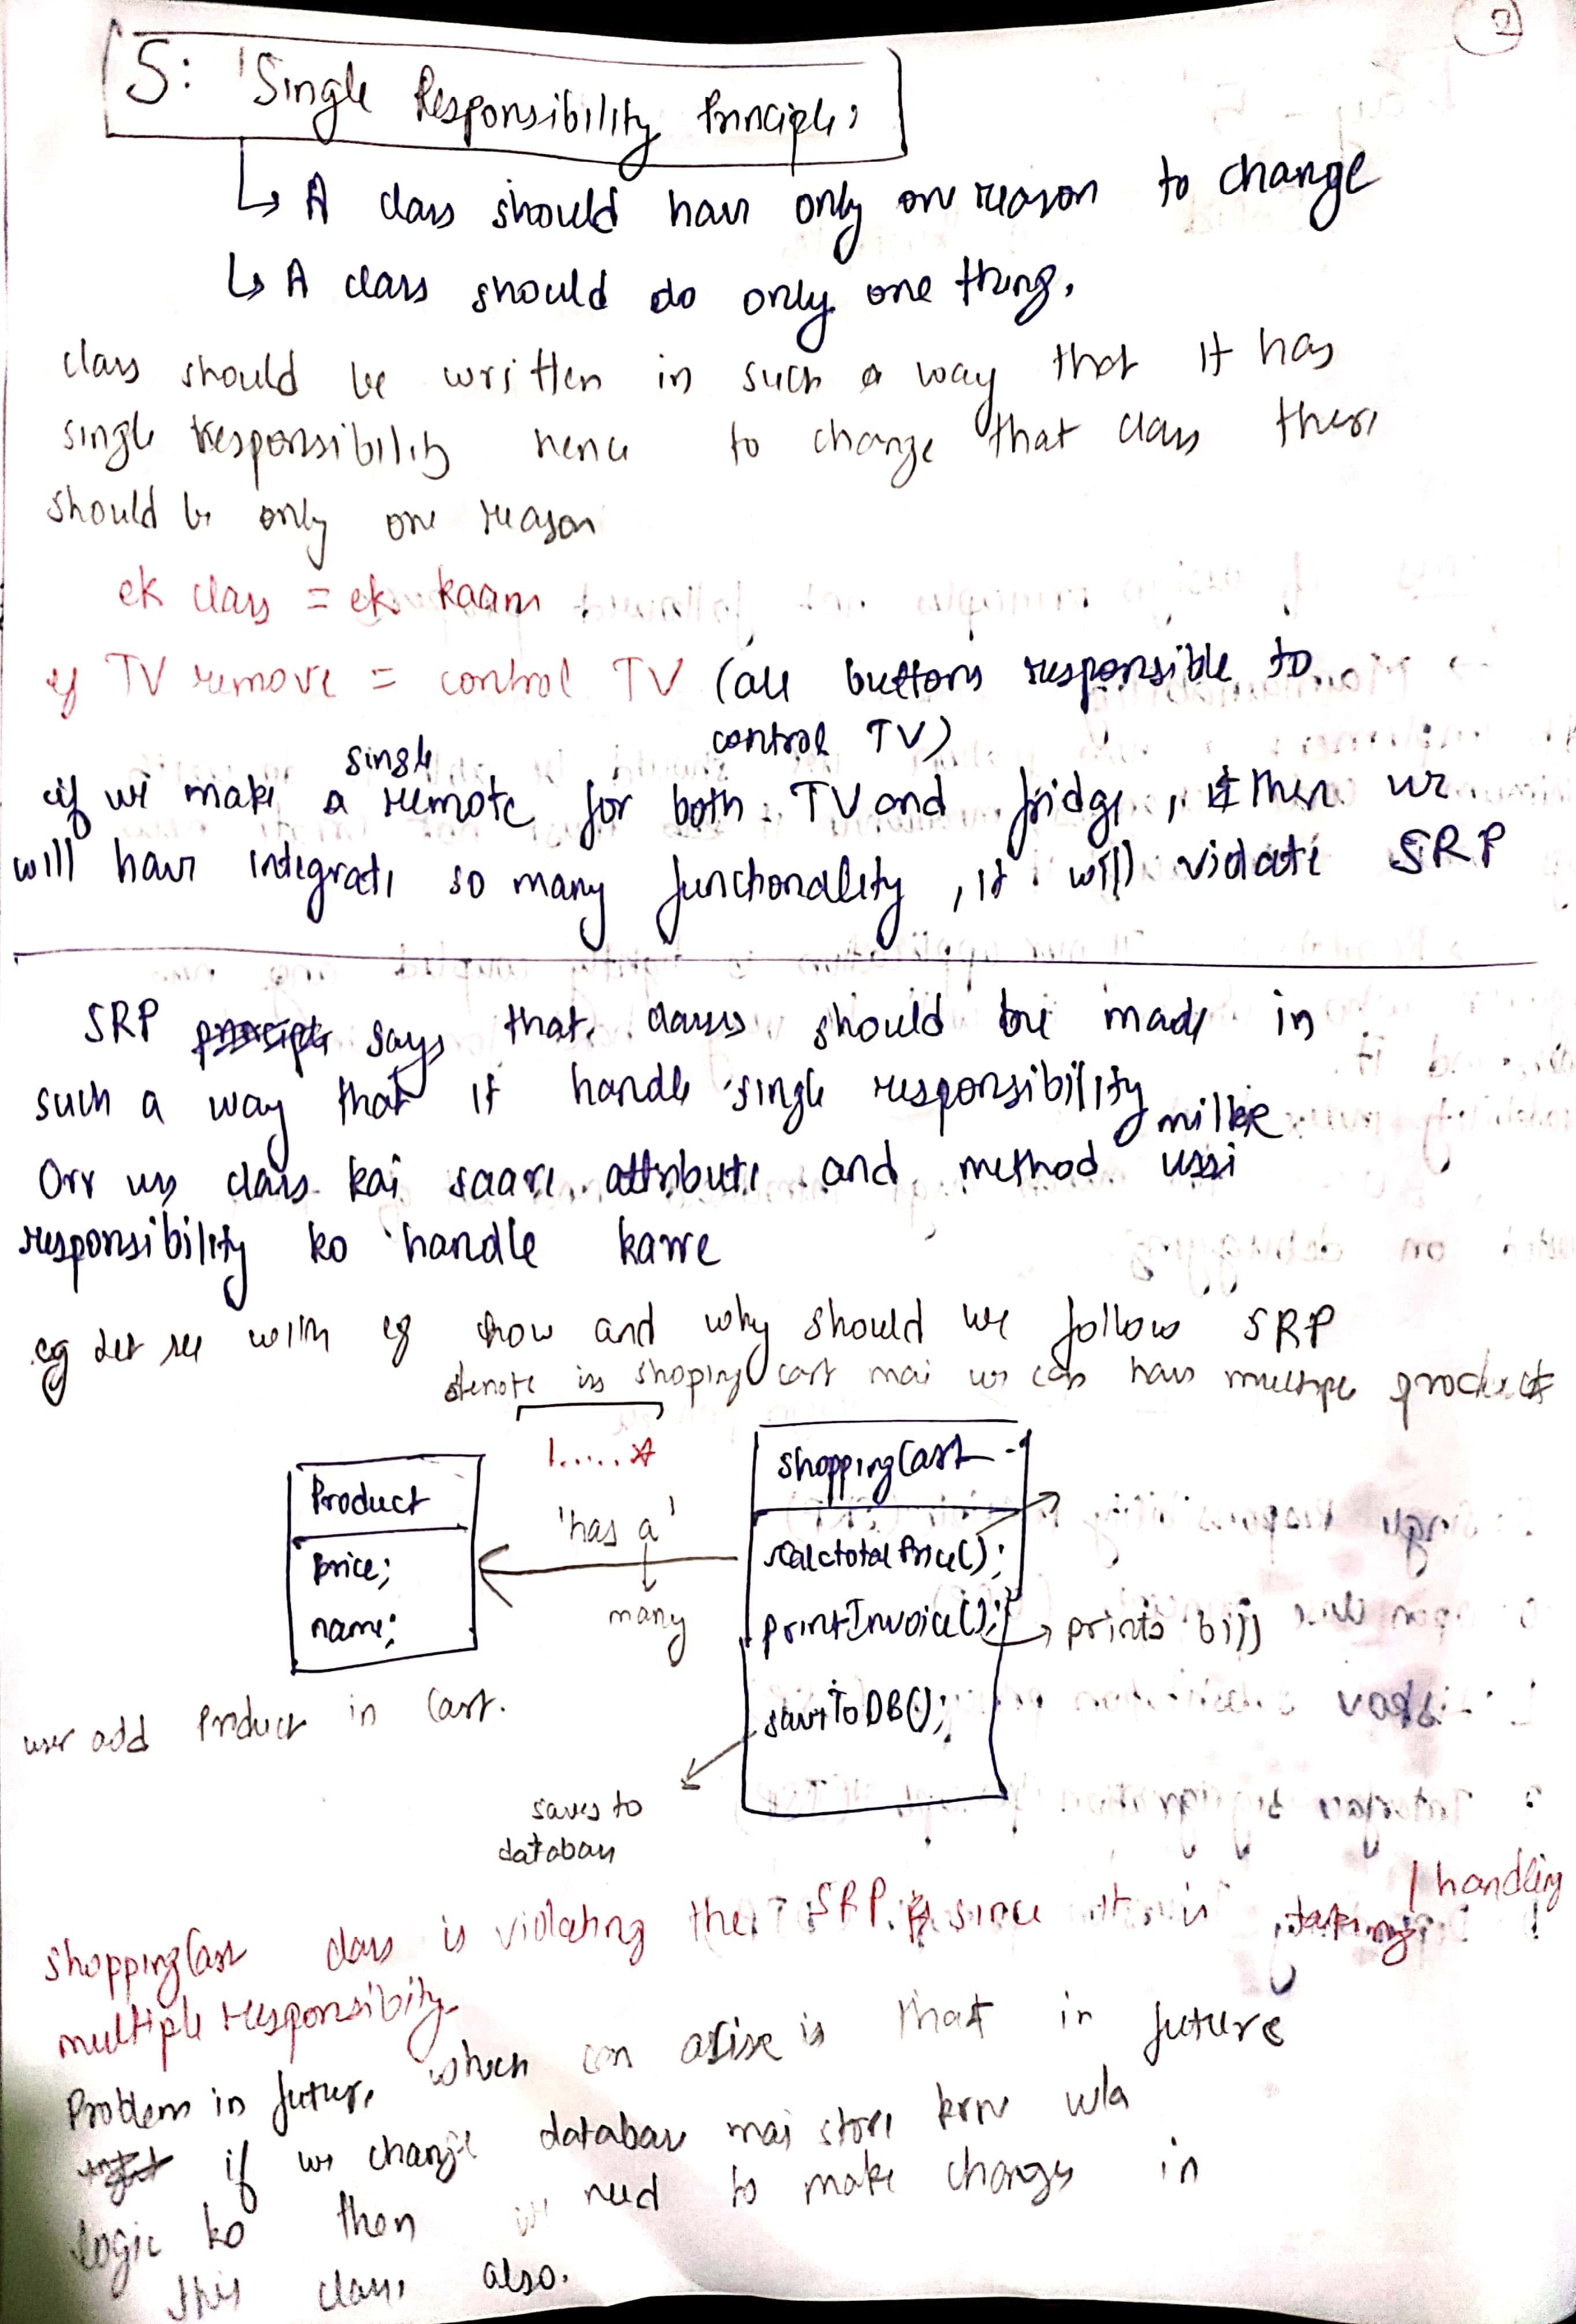 2
S: Single Responsibility Principle:
↳ A class should have only one reason to change
↳ A class should do only one thing.
class should be written in such a way that it has
single responsibility hence to change that class there
should be only one reason
ek class = ek kaam
eg TV remove = control TV (all buttons responsible to
control TV)
single
if we make a remote for both TV and fridge, then we
will have integrate so many functionality, it will violate SRP
SRP says that classes should be made in
such a way that it handle single responsibility
milke
Orr uss class kai saare attribute and method ussi
responsibility ko handle karre
eg Let see with eg how and why should we follow SRP
denote is shoping cart mai we can have multiple products
1.....*
Product
price;
name;
'has a'
many
ShoppingCart
calctotalPrice();
printInvoice();
→ prints bill
saveToDB();
user add Product in Cart.
saves to
database
ShoppingCart class is violating the SRP since it is taking / handling
multiple responsibility
Problem in future which can arise is that in future
if we change database mai store krne wla
logic ko then we need to make changes in
this class also.